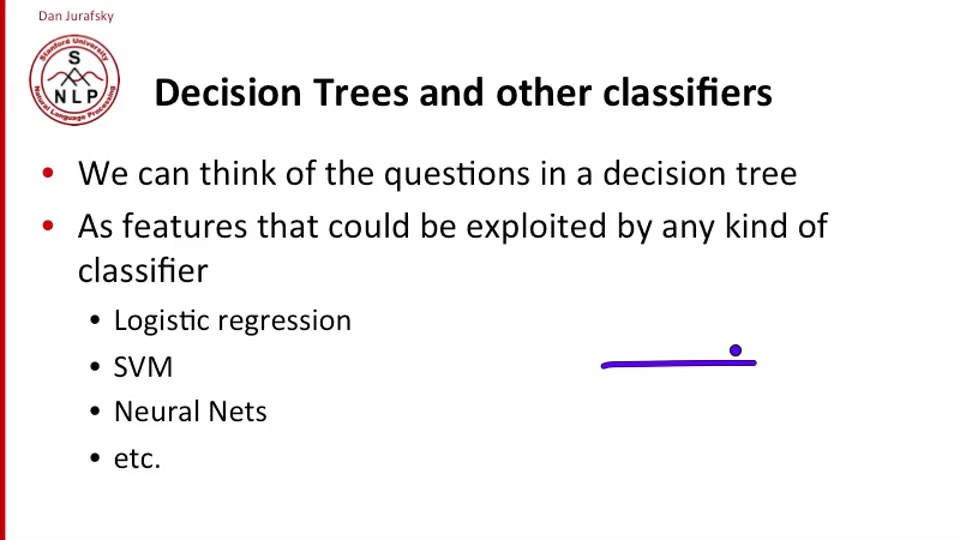 Dan Jurafsky
Stanford University
S
NLP
Natural Language Processing
Decision Trees and other classifiers
• We can think of the questions in a decision tree
• As features that could be exploited by any kind of
classifier
• Logistic regression
• SVM
• Neural Nets
• etc.